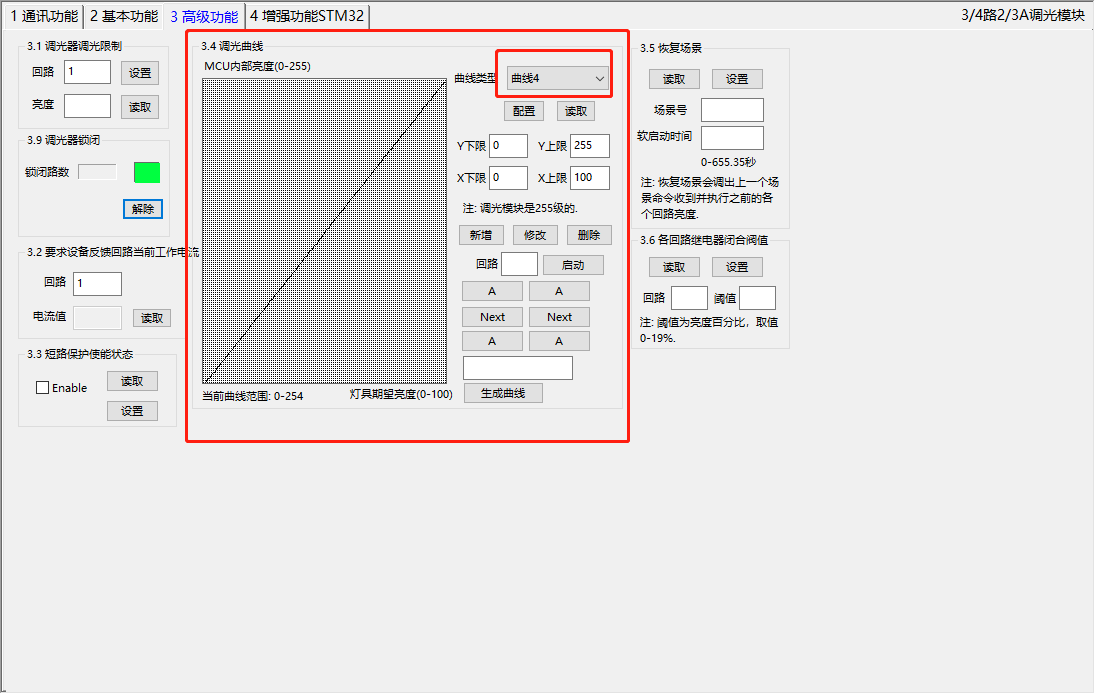 1 通讯功能 2 基本功能 3 高级功能 4 增强功能STM32 3/4路2/3A调光模块
3.1 调光器调光限制
回路 1 设置
亮度 读取
3.9 调光器锁闭
锁闭路数
解除
3.2 要求设备反馈回路当前工作电流
回路 1
电流值 读取
3.3 短路保护使能状态
Enable 读取
设置
3.4 调光曲线
MCU内部亮度(0-255)
曲线类型 曲线4
配置 读取
Y下限 0 Y上限 255
X下限 0 X上限 100
注: 调光模块是255级的.
新增 修改 删除
回路 启动
A A
Next Next
A A
生成曲线
当前曲线范围: 0-254 灯具期望亮度(0-100)
3.5 恢复场景
读取 设置
场景号
软启动时间
0-655.35秒
注: 恢复场景会调出上一个场
景命令收到并执行之前的各
个回路亮度.
3.6 各回路继电器闭合阀值
读取 设置
回路 阈值
注: 阈值为亮度百分比，取值
0-19%.